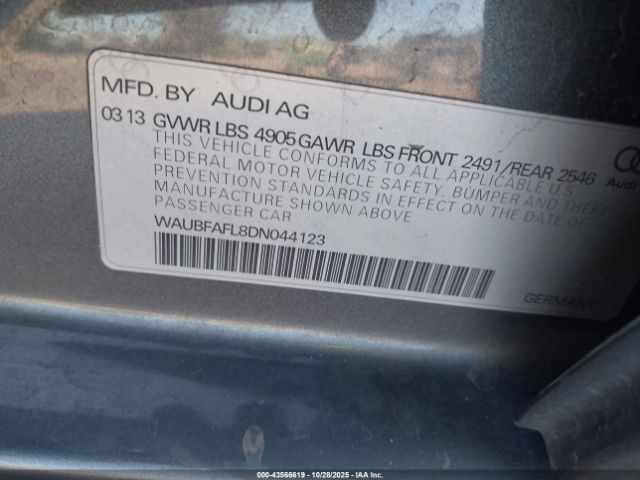 MFD. BY AUDI AG
03 13 GVWR LBS 4905 GAWR LBS FRONT 2491/REAR 2546
THIS VEHICLE CONFORMS TO ALL APPLICABLE U S
FEDERAL MOTOR VEHICLE SAFETY, BUMPER AND THEFT
PREVENTION STANDARDS IN EFFECT ON THE DATE OF
MANUFACTURE SHOWN ABOVE
PASSENGER CAR
WAUBFAFL8DN044123
Audi
GERMANY
00-43566619 | 10/28/2025 | IAA Inc.